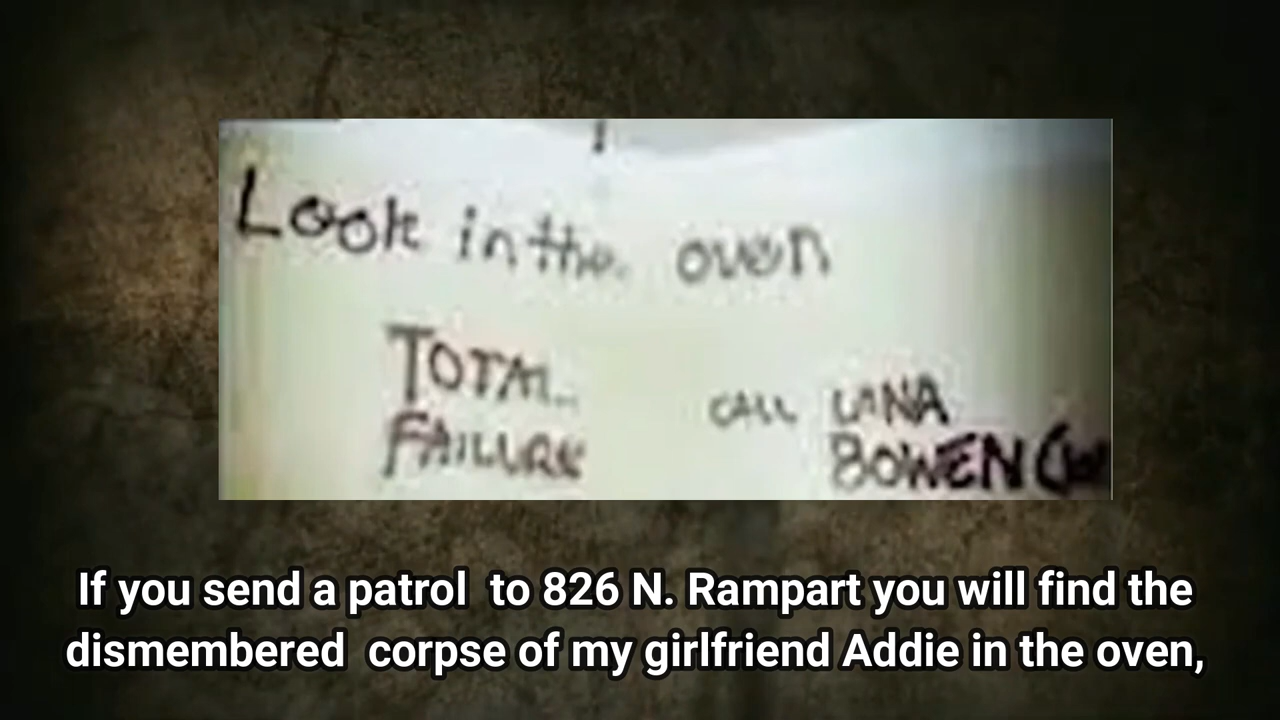 Look in the oven
TOTAL
FAILURE
CALL LANA
BOWEN
If you send a patrol to 826 N. Rampart you will find the
dismembered corpse of my girlfriend Addie in the oven,